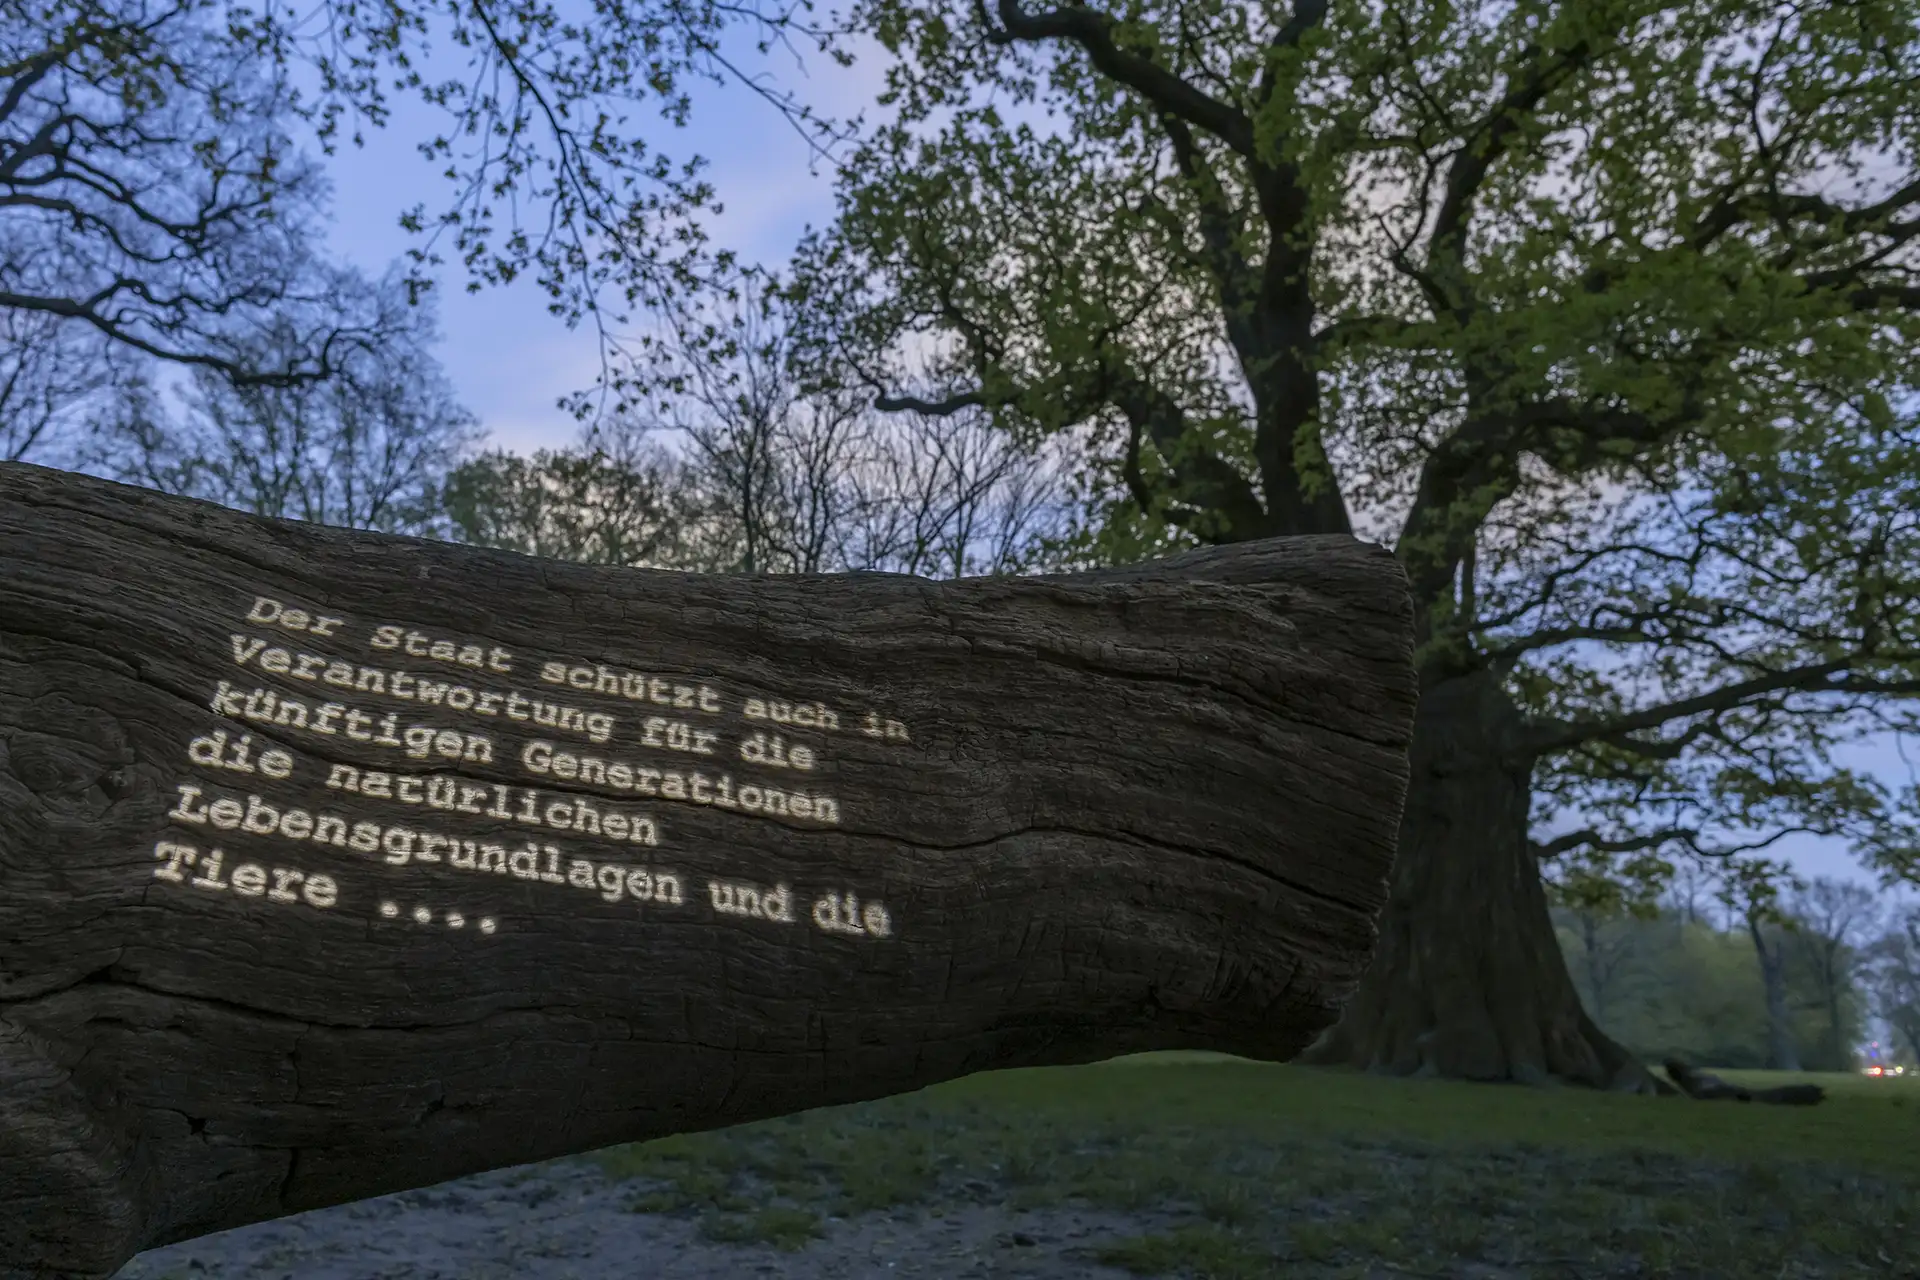 Der Staat schützt auch in
Verantwortung für die
künftigen Generationen
die natürlichen
Lebensgrundlagen und die
Tiere ....